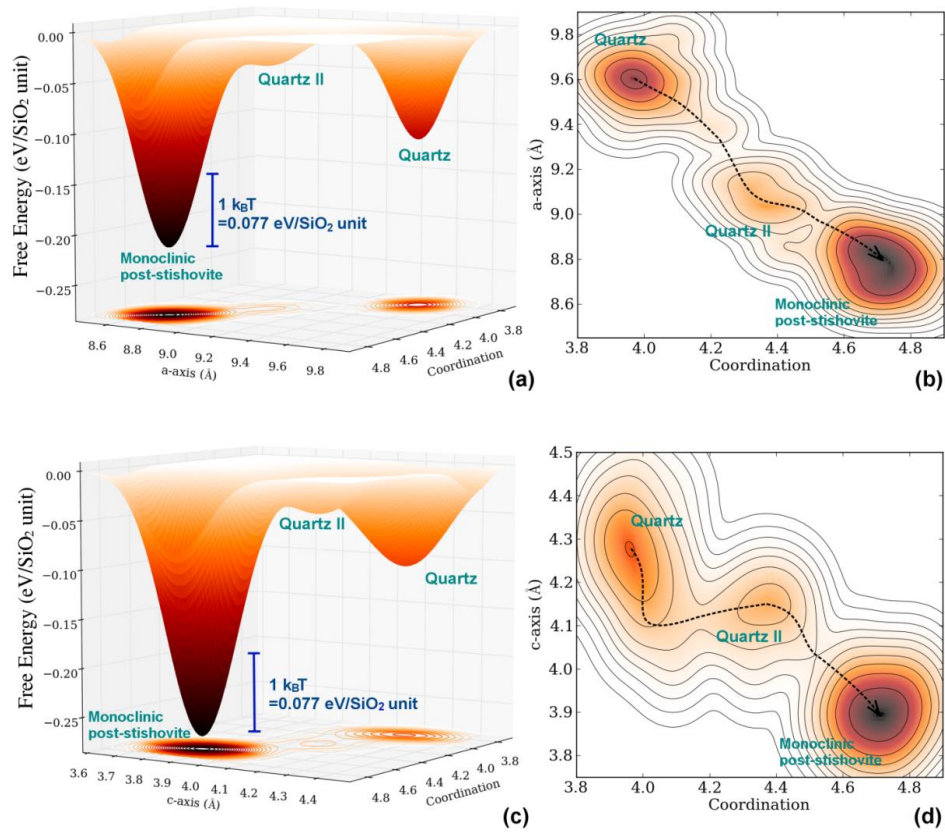 0.00
−0.05
−0.10
−0.15
−0.20
−0.25
Free Energy (eV/SiO₂ unit)
Quartz II
Quartz
1 kBT
=0.077 eV/SiO₂ unit
Monoclinic
post-stishovite
8.6
8.8
9.0
9.2
9.4
9.6
9.8
a-axis (Å)
4.8
4.6
4.4
4.2
4.0
3.8
Coordination
(a)
9.8
9.6
9.4
9.2
9.0
8.8
8.6
a-axis (Å)
Quartz
Quartz II
Monoclinic
post-stishovite
3.8 4.0 4.2 4.4 4.6 4.8
Coordination
(b)
0.00
−0.05
−0.10
−0.15
−0.20
−0.25
Free Energy (eV/SiO₂ unit)
Quartz II
Quartz
1 kBT
=0.077 eV/SiO₂ unit
Monoclinic
post-stishovite
3.6
3.7
3.8
3.9
4.0
4.1
4.2
4.3
4.4
c-axis (Å)
4.8
4.6
4.4
4.2
4.0
3.8
Coordination
(c)
4.5
4.4
4.3
4.2
4.1
4.0
3.9
3.8
c-axis (Å)
Quartz
Quartz II
Monoclinic
post-stishovite
3.8 4.0 4.2 4.4 4.6 4.8
Coordination
(d)